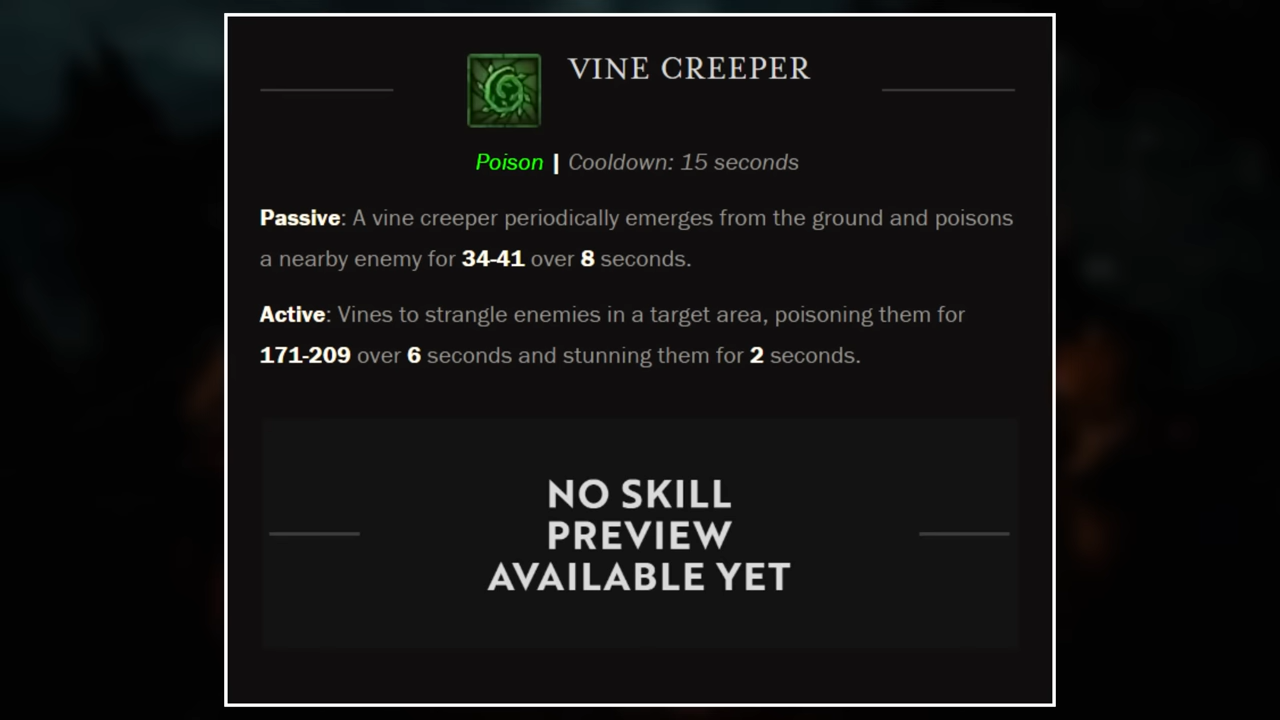 VINE CREEPER
Poison | Cooldown: 15 seconds
Passive: A vine creeper periodically emerges from the ground and poisons
a nearby enemy for 34-41 over 8 seconds.
Active: Vines to strangle enemies in a target area, poisoning them for
171-209 over 6 seconds and stunning them for 2 seconds.
NO SKILL
PREVIEW
AVAILABLE YET